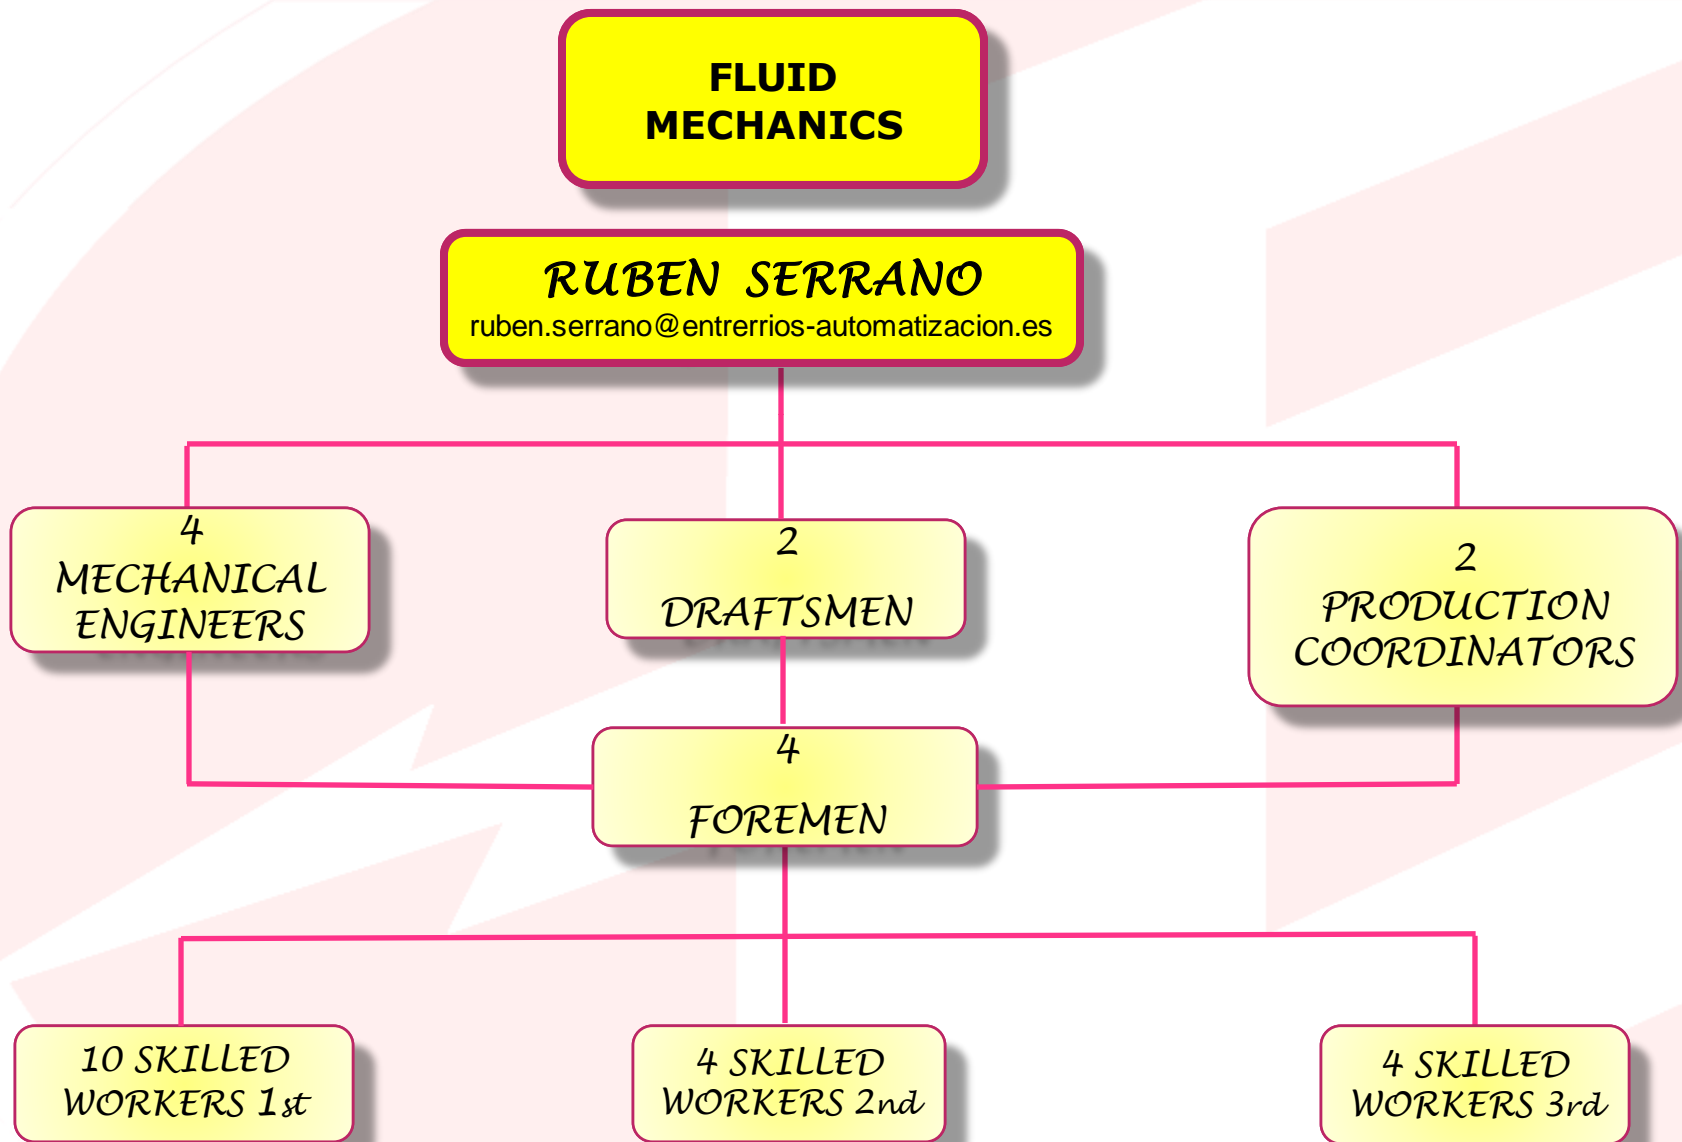 FLUID
MECHANICS
RUBEN SERRANO
ruben.serrano@entrerrios-automatizacion.es
4
MECHANICAL
ENGINEERS
2
DRAFTSMEN
2
PRODUCTION
COORDINATORS
4
FOREMEN
10 SKILLED
WORKERS 1st
4 SKILLED
WORKERS 2nd
4 SKILLED
WORKERS 3rd